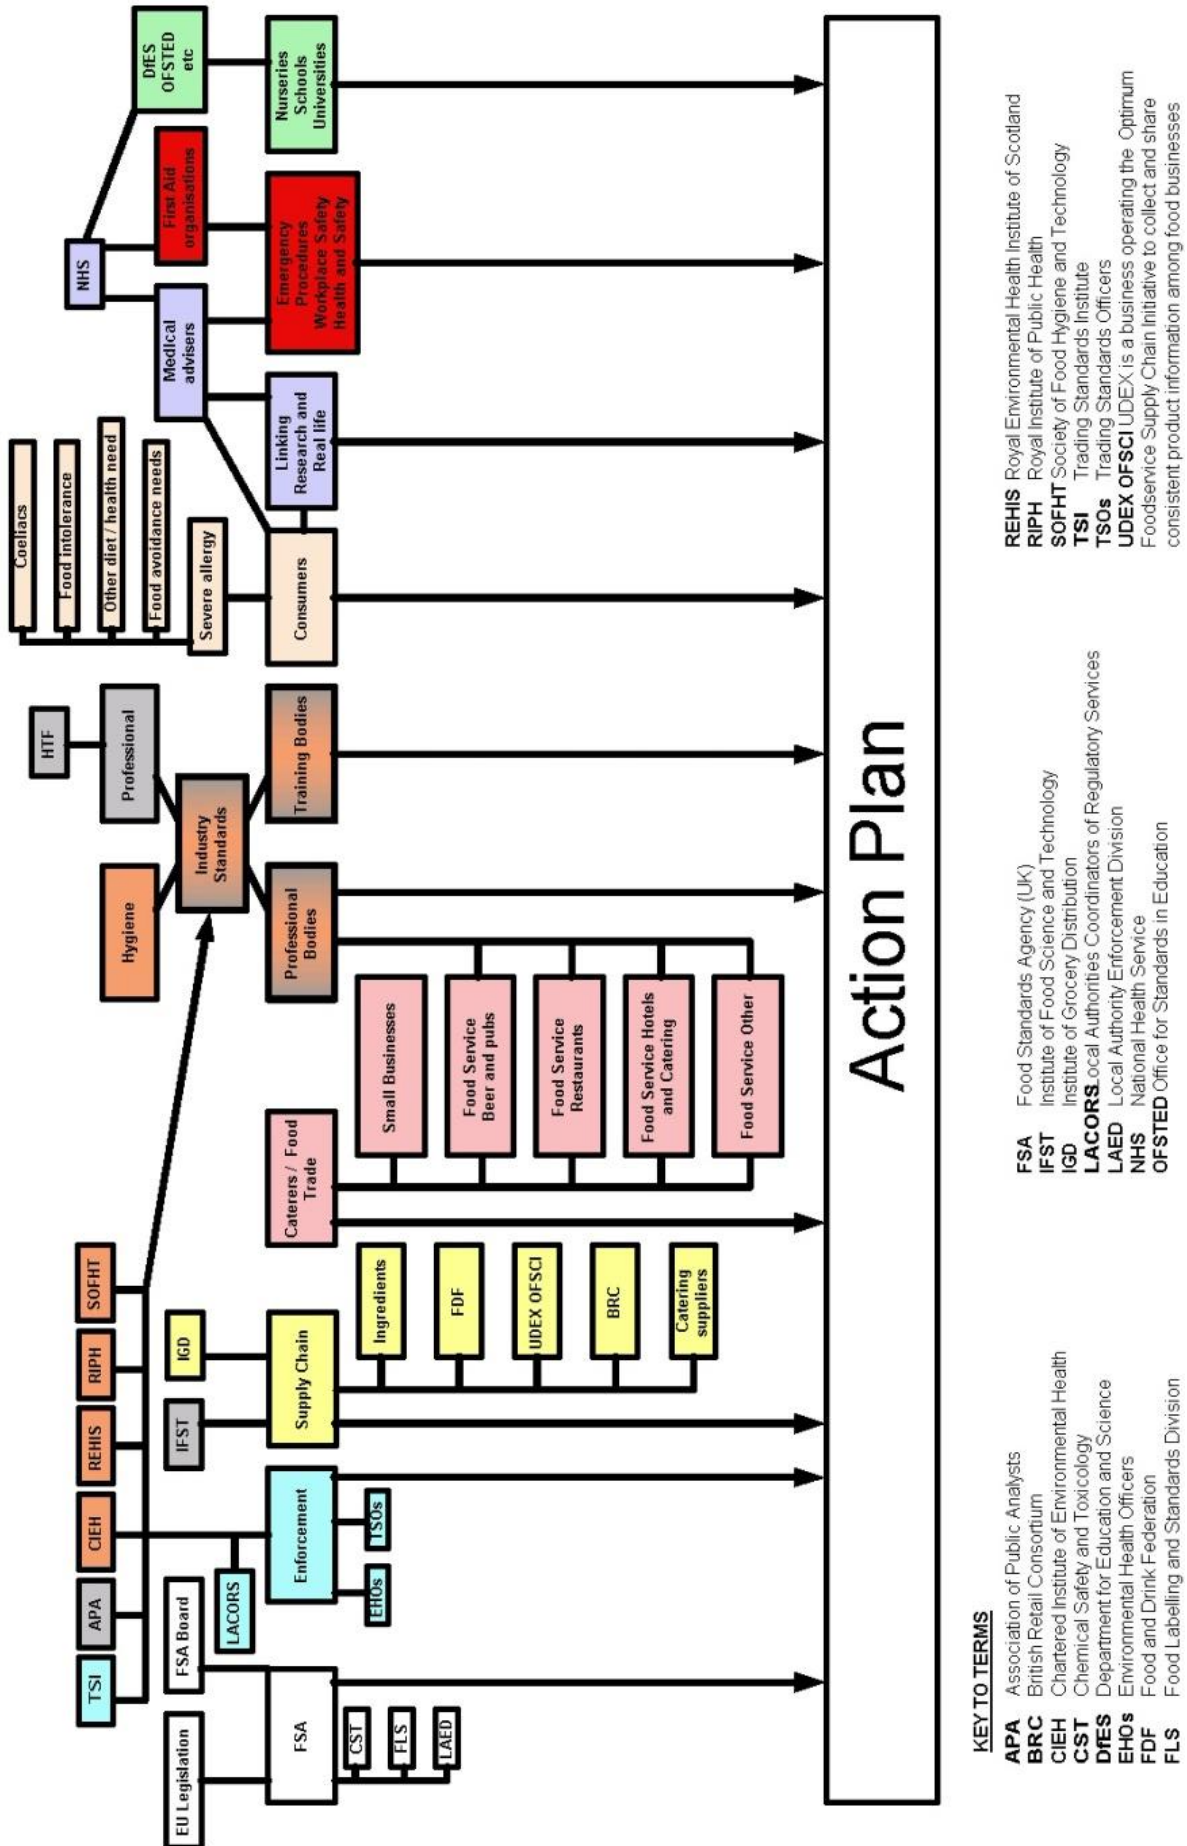 TSI
APA
CIEH
REHIS
RIPH
SOFHT
Hygiene
Professional
HTF
Industry
Standards
Coeliacs
Food intolerance
Other diet / health need
Food avoidance needs
Severe allergy
NHS
Medical
advisers
First Aid
organisations
DfES
OFSTED
etc
EU Legislation
FSA Board
LACORS
IFST
IGD
FSA
Enforcement
Supply Chain
Caterers / Food
Trade
Professional
Bodies
Training Bodies
Consumers
Linking
Research and
Real life
Emergency
Procedures
Workplace Safety
Health and Safety
Nurseries
Schools
Universities
CST
FLS
LAED
EHOs
TSOs
Ingredients
FDF
UDEX OFSCI
BRC
Catering
suppliers
Small Businesses
Food Service
Beer and pubs
Food Service
Restaurants
Food Service Hotels
and Catering
Food Service Other
Action Plan
KEY TO TERMS
APA Association of Public Analysts
BRC British Retail Consortium
CIEH Chartered Institute of Environmental Health
CST Chemical Safety and Toxicology
DfES Department for Education and Science
EHOs Environmental Health Officers
FDF Food and Drink Federation
FLS Food Labelling and Standards Division
FSA Food Standards Agency (UK)
IFST Institute of Food Science and Technology
IGD Institute of Grocery Distribution
LACORS Local Authorities Coordinators of Regulatory Services
LAED Local Authority Enforcement Division
NHS National Health Service
OFSTED Office for Standards in Education
REHIS Royal Environmental Health Institute of Scotland
RIPH Royal Institute of Public Health
SOFHT Society of Food Hygiene and Technology
TSI Trading Standards Institute
TSOs Trading Standards Officers
UDEX OFSCI UDEX is a business operating the Optimum
Foodservice Supply Chain Initiative to collect and share
consistent product information among food businesses